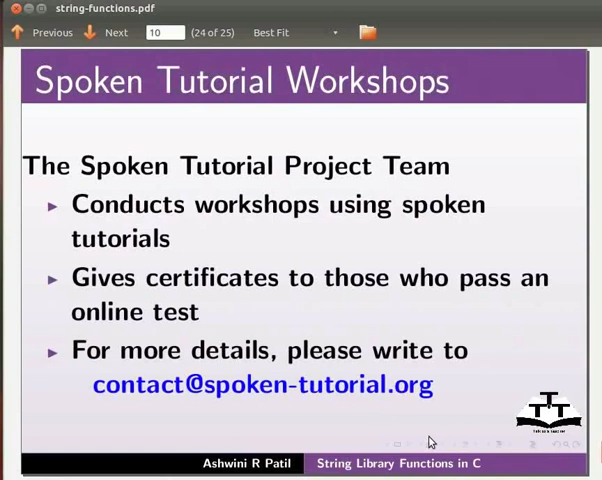 string-functions.pdf
Previous Next 10 (24 of 25) Best Fit
Spoken Tutorial Workshops
The Spoken Tutorial Project Team
Conducts workshops using spoken
tutorials
Gives certificates to those who pass an
online test
For more details, please write to
contact@spoken-tutorial.org
Ashwini R Patil String Library Functions in C